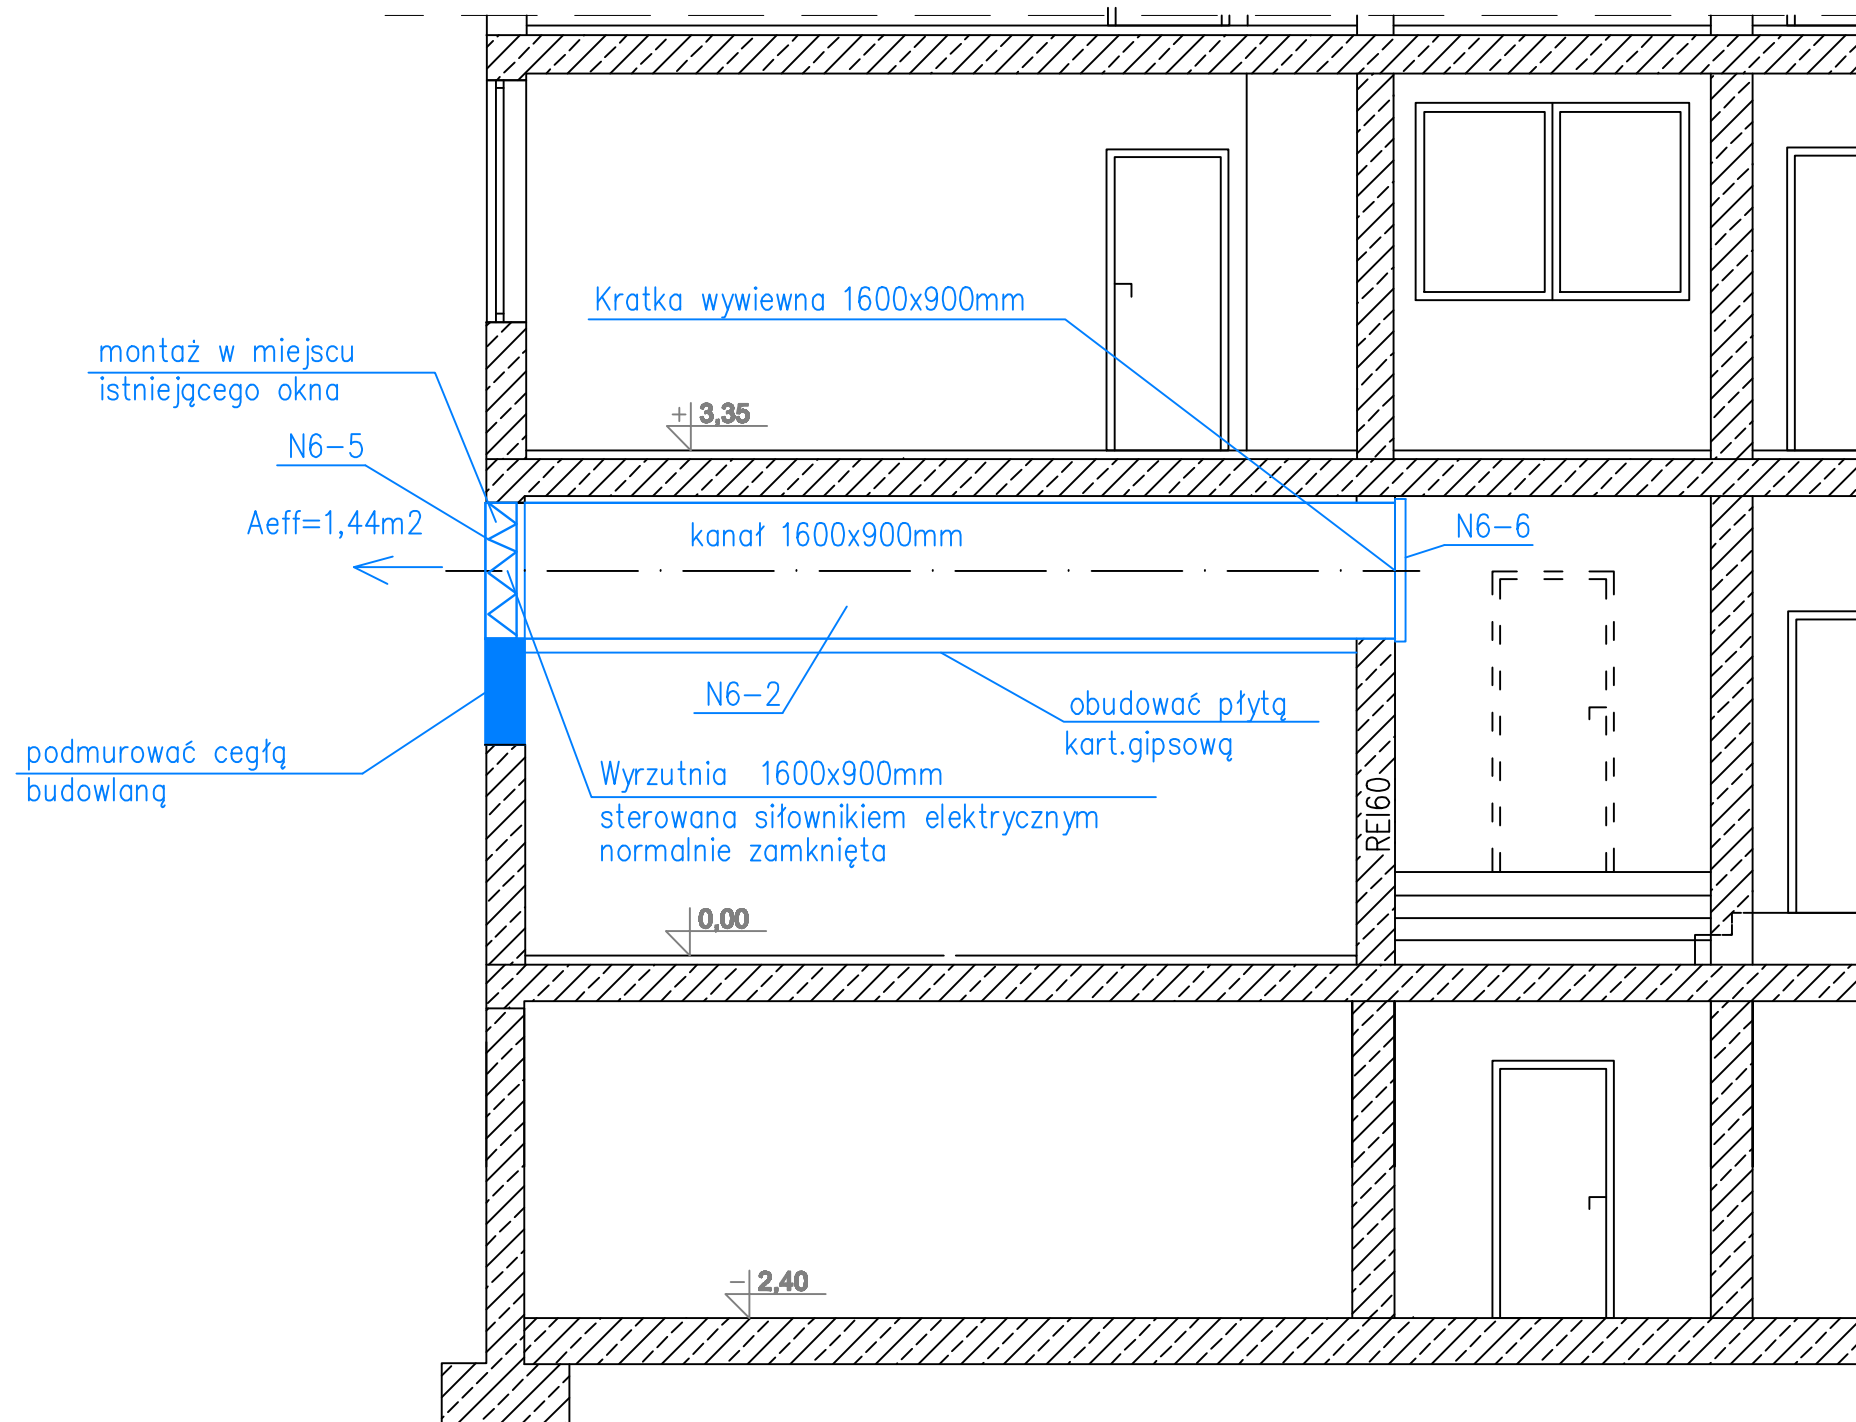 Kratka wywiewna 1600x900mm
montaż w miejscu
istniejącego okna
+ 3,35
N6-5
Aeff=1,44m2
kanał 1600x900mm
N6-6
N6-2
obudować płytą
kart.gipsową
podmurować cegłą
budowlaną
Wyrzutnia 1600x900mm
sterowana siłownikiem elektrycznym
normalnie zamknięta
REI60
0,00
- 2,40